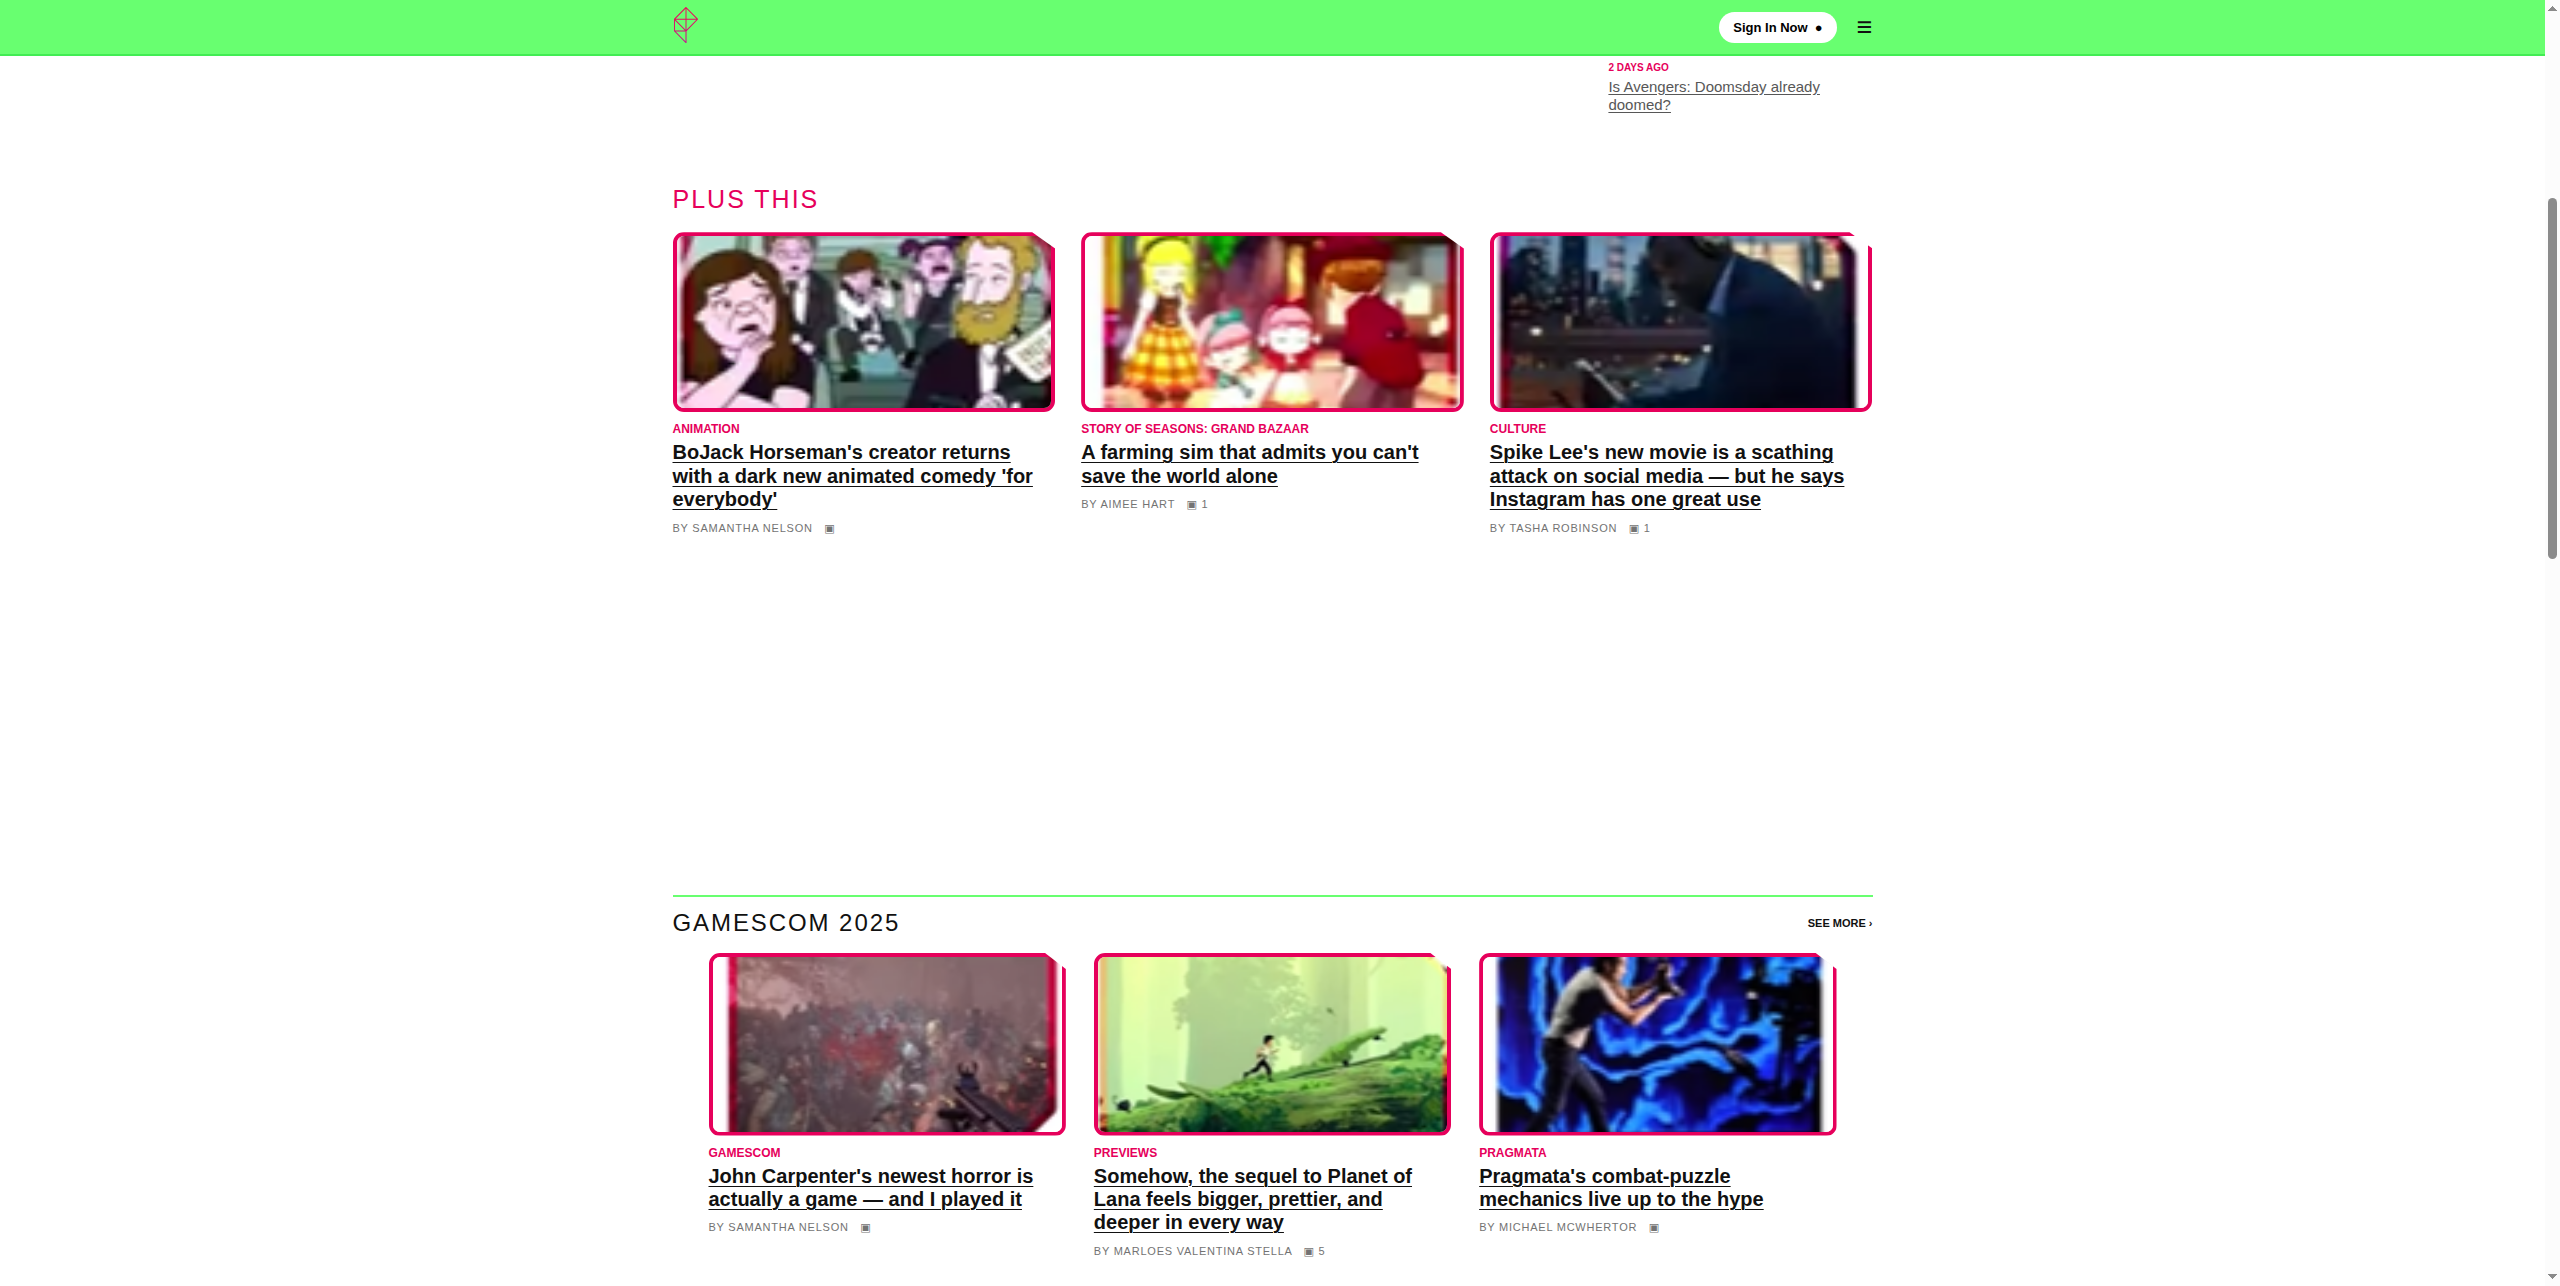 Sign In Now
2 DAYS AGO
Is Avengers: Doomsday already
doomed?
PLUS THIS
ANIMATION
BoJack Horseman's creator returns
with a dark new animated comedy 'for
everybody'
BY SAMANTHA NELSON
STORY OF SEASONS: GRAND BAZAAR
A farming sim that admits you can't
save the world alone
BY AIMEE HART 1
CULTURE
Spike Lee's new movie is a scathing
attack on social media — but he says
Instagram has one great use
BY TASHA ROBINSON 1
GAMESCOM 2025
SEE MORE ›
GAMESCOM
John Carpenter's newest horror is
actually a game — and I played it
BY SAMANTHA NELSON
PREVIEWS
Somehow, the sequel to Planet of
Lana feels bigger, prettier, and
deeper in every way
BY MARLOES VALENTINA STELLA 5
PRAGMATA
Pragmata's combat-puzzle
mechanics live up to the hype
BY MICHAEL MCWHERTOR